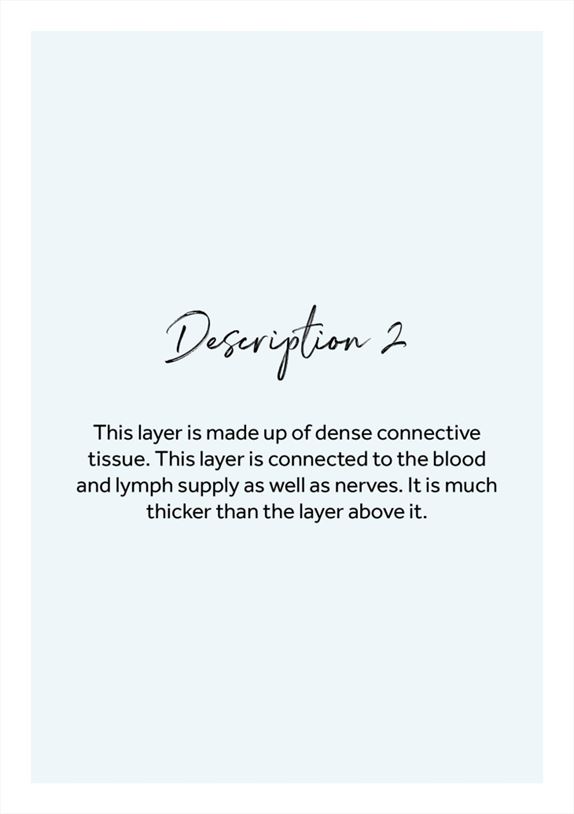 Description 2
This layer is made up of dense connective
tissue. This layer is connected to the blood
and lymph supply as well as nerves. It is much
thicker than the layer above it.